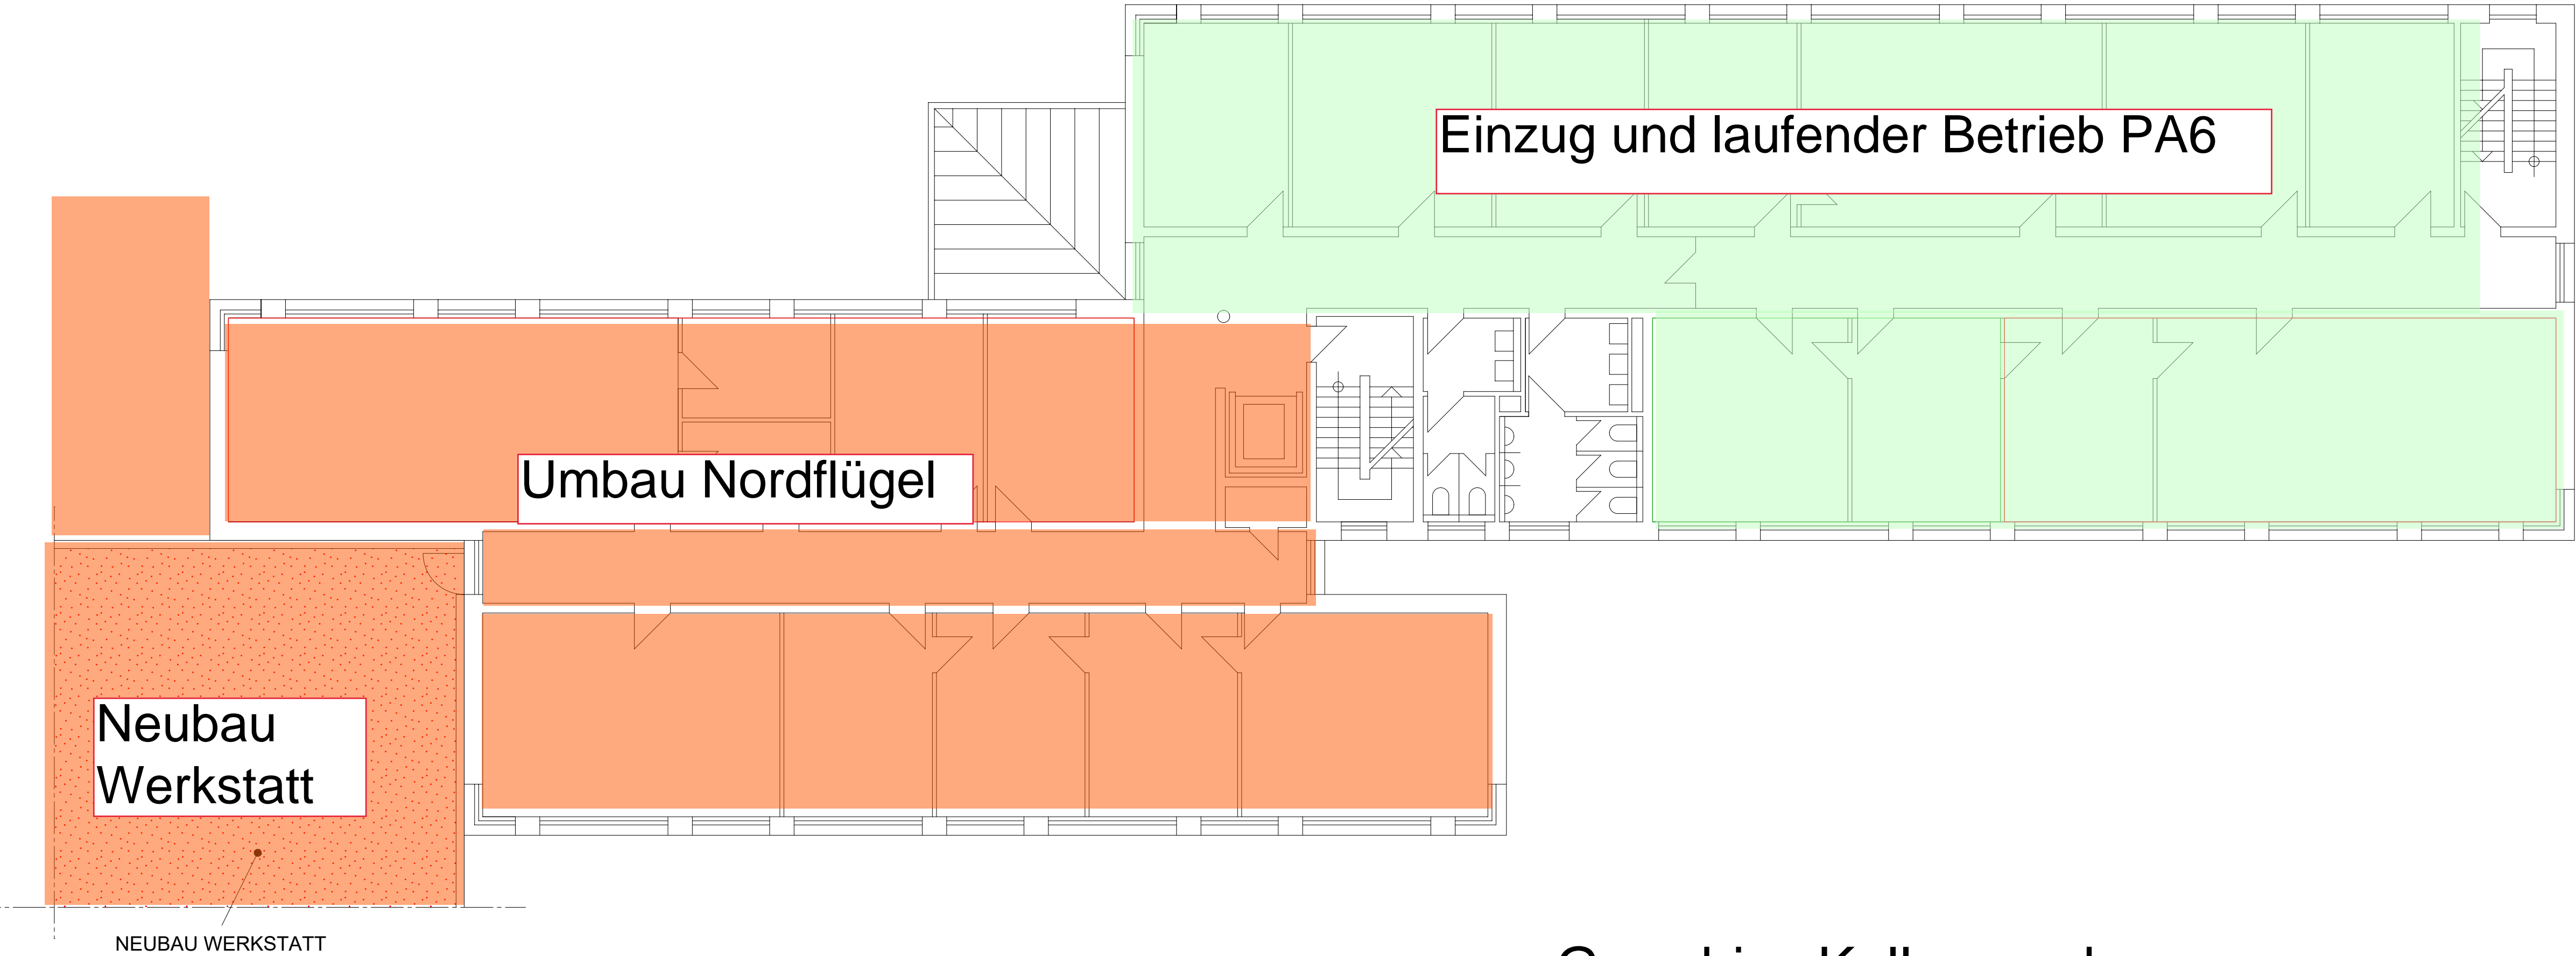 Einzug und laufender Betrieb PA6
Umbau Nordflügel
Neubau
Werkstatt
NEUBAU WERKSTATT